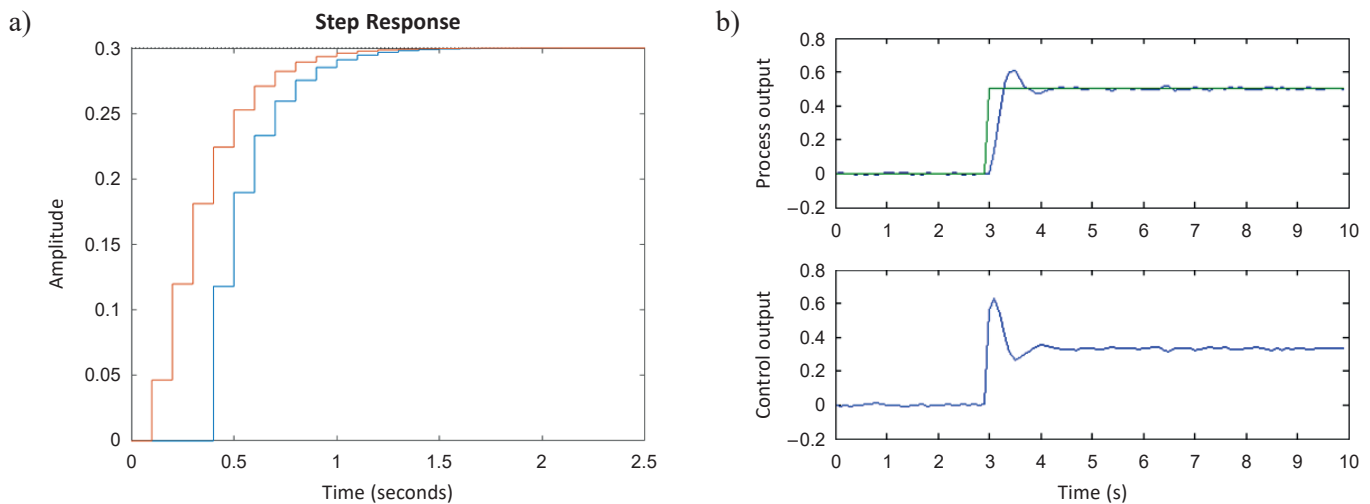 a)
Step Response
0.3
0.25
0.2
0.15
0.1
0.05
0
Amplitude
0 0.5 1 1.5 2 2.5
Time (seconds)
b)
0.8
0.6
0.4
0.2
0
–0.2
Process output
0 1 2 3 4 5 6 7 8 9 10
0.8
0.6
0.4
0.2
0
–0.2
Control output
0 1 2 3 4 5 6 7 8 9 10
Time (s)